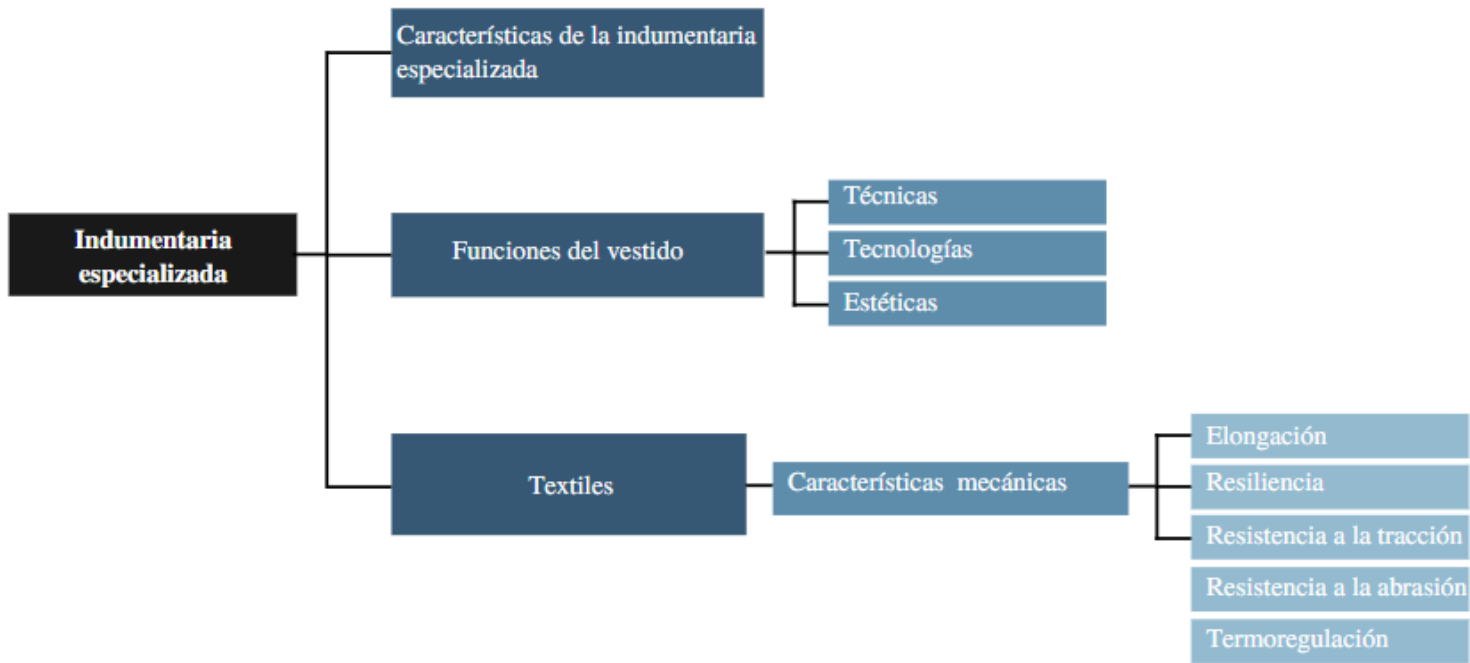 Características de la indumentaria
especializada
Indumentaria
especializada
Funciones del vestido
Técnicas
Tecnologías
Estéticas
Textiles
Características mecánicas
Elongación
Resiliencia
Resistencia a la tracción
Resistencia a la abrasión
Termoregulación